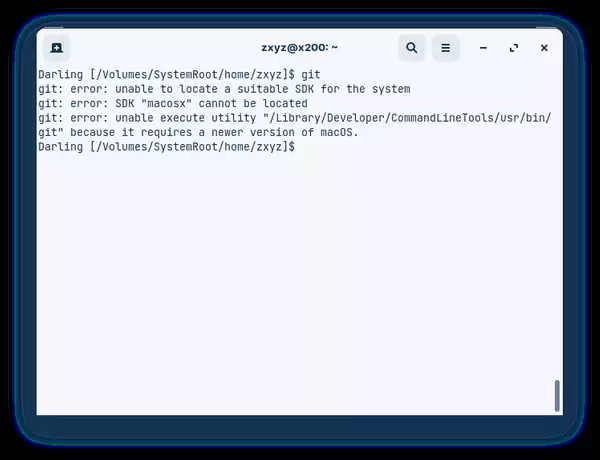 zxyz@x200: ~
Darling [/Volumes/SystemRoot/home/zxyz]$ git
git: error: unable to locate a suitable SDK for the system
git: error: SDK "macosx" cannot be located
git: error: unable execute utility "/Library/Developer/CommandLineTools/usr/bin/
git" because it requires a newer version of macOS.
Darling [/Volumes/SystemRoot/home/zxyz]$